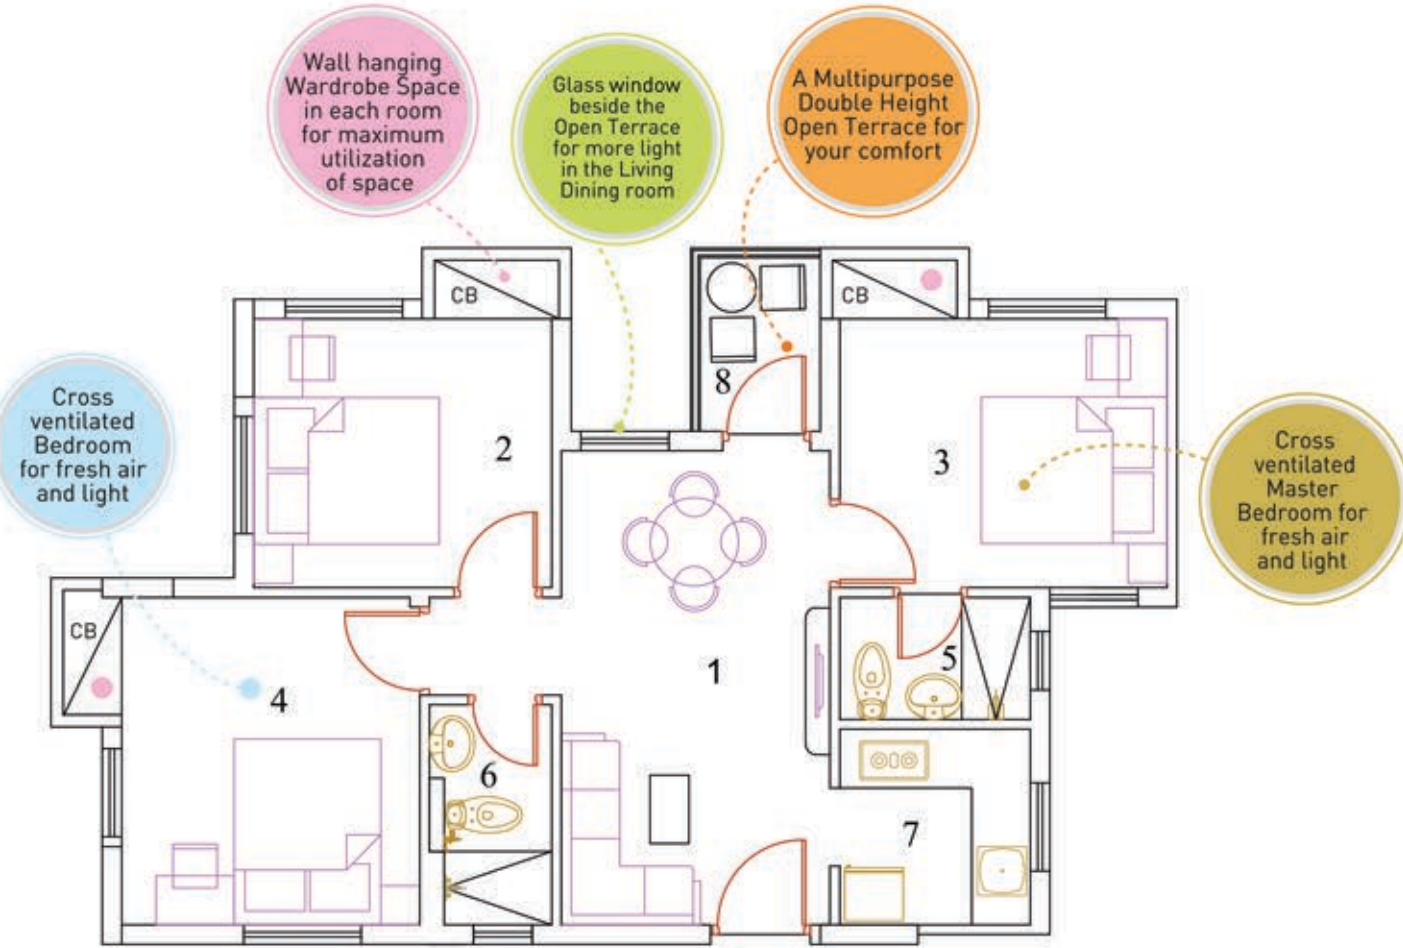 Wall hanging
Wardrobe Space
in each room
for maximum
utilization
of space
Glass window
beside the
Open Terrace
for more light
in the Living
Dining room
A Multipurpose
Double Height
Open Terrace for
your comfort
CB
CB
8
Cross
ventilated
Bedroom
for fresh air
and light
2
3
Cross
ventilated
Master
Bedroom for
fresh air
and light
CB
4
1
5
6
7